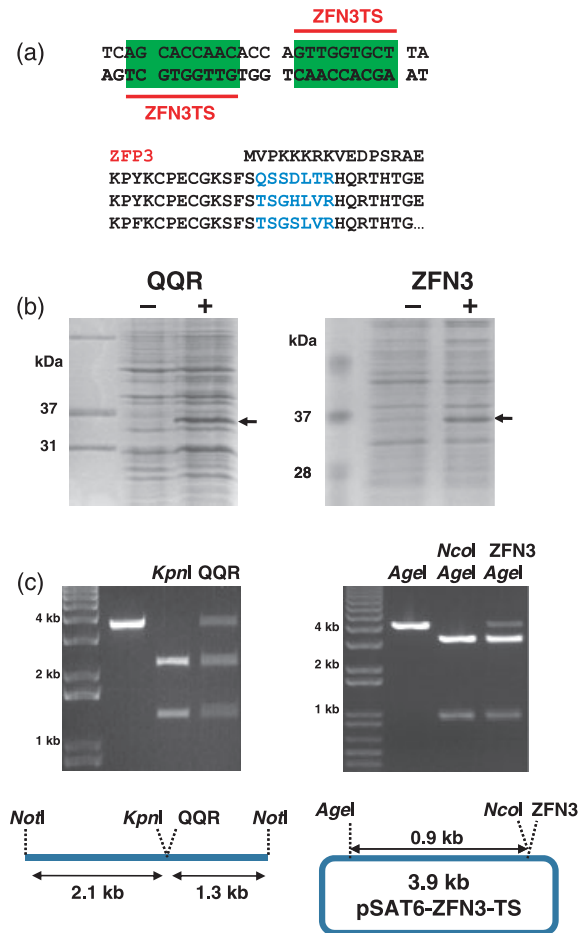 (a)
ZFN3TS
TCAG CACCAACACC AGTTGGTGCT TA
AGTC GTGGTTGTGG TCAACCACGA AT
ZFN3TS
ZFP3 MVPKKKRKVEDPSRAE
KPYKCPECGKSFSQSSDLTRHQRTHTGE
KPYKCPECGKSFSTSGHLVRHQRTHTGE
KPFKCPECGKSFSTSGSLVRHQRTHTG...
(b)
QQR
– +
kDa
37
31
ZFN3
– +
kDa
37
28
(c)
KpnI QQR
4 kb
2 kb
1 kb
NcoI ZFN3
AgeI AgeI AgeI
4 kb
2 kb
1 kb
NotI KpnI QQR NotI
2.1 kb 1.3 kb
AgeI NcoI ZFN3
0.9 kb
3.9 kb
pSAT6-ZFN3-TS